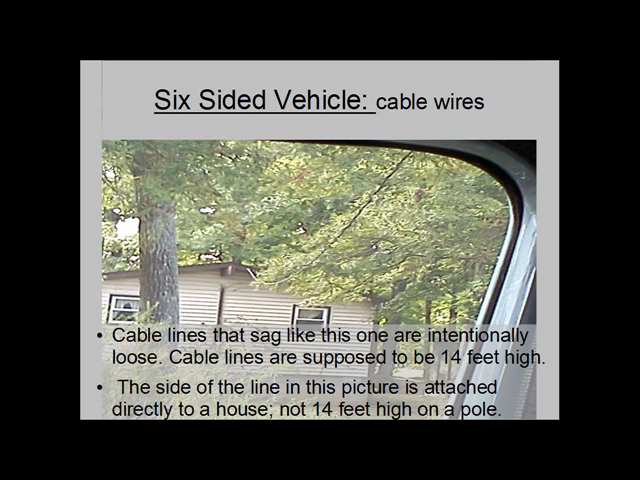 Six Sided Vehicle: cable wires
• Cable lines that sag like this one are intentionally
loose. Cable lines are supposed to be 14 feet high.
• The side of the line in this picture is attached
directly to a house; not 14 feet high on a pole.